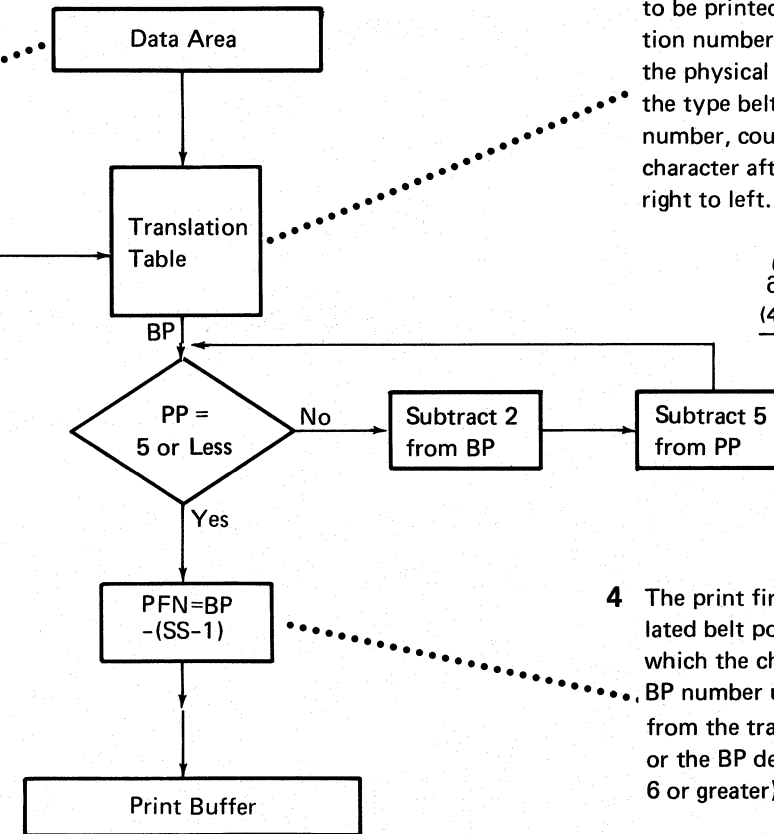 Data Area
to be printed
tion number
the physical
the type belt
number, cou
character aft
right to left.
Translation
Table
(4
BP
PP =
5 or Less
No
Subtract 2
from BP
Subtract 5
from PP
Yes
PFN=BP
-(SS-1)
4 The print fir
lated belt po
which the ch
BP number u
from the tra
or the BP de
6 or greater)
Print Buffer